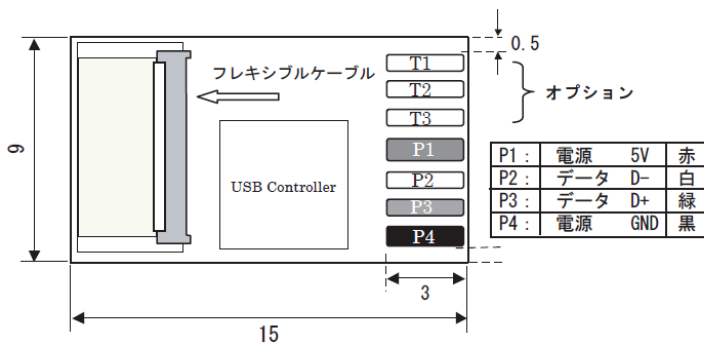 0.5
T1
フレキシブルケーブル
T2
オプション
T3
P1
9
USB Controller
P2
P3
P4
P1： 電源 5V 赤
P2： データ D- 白
P3： データ D+ 緑
P4： 電源 GND 黒
3
15